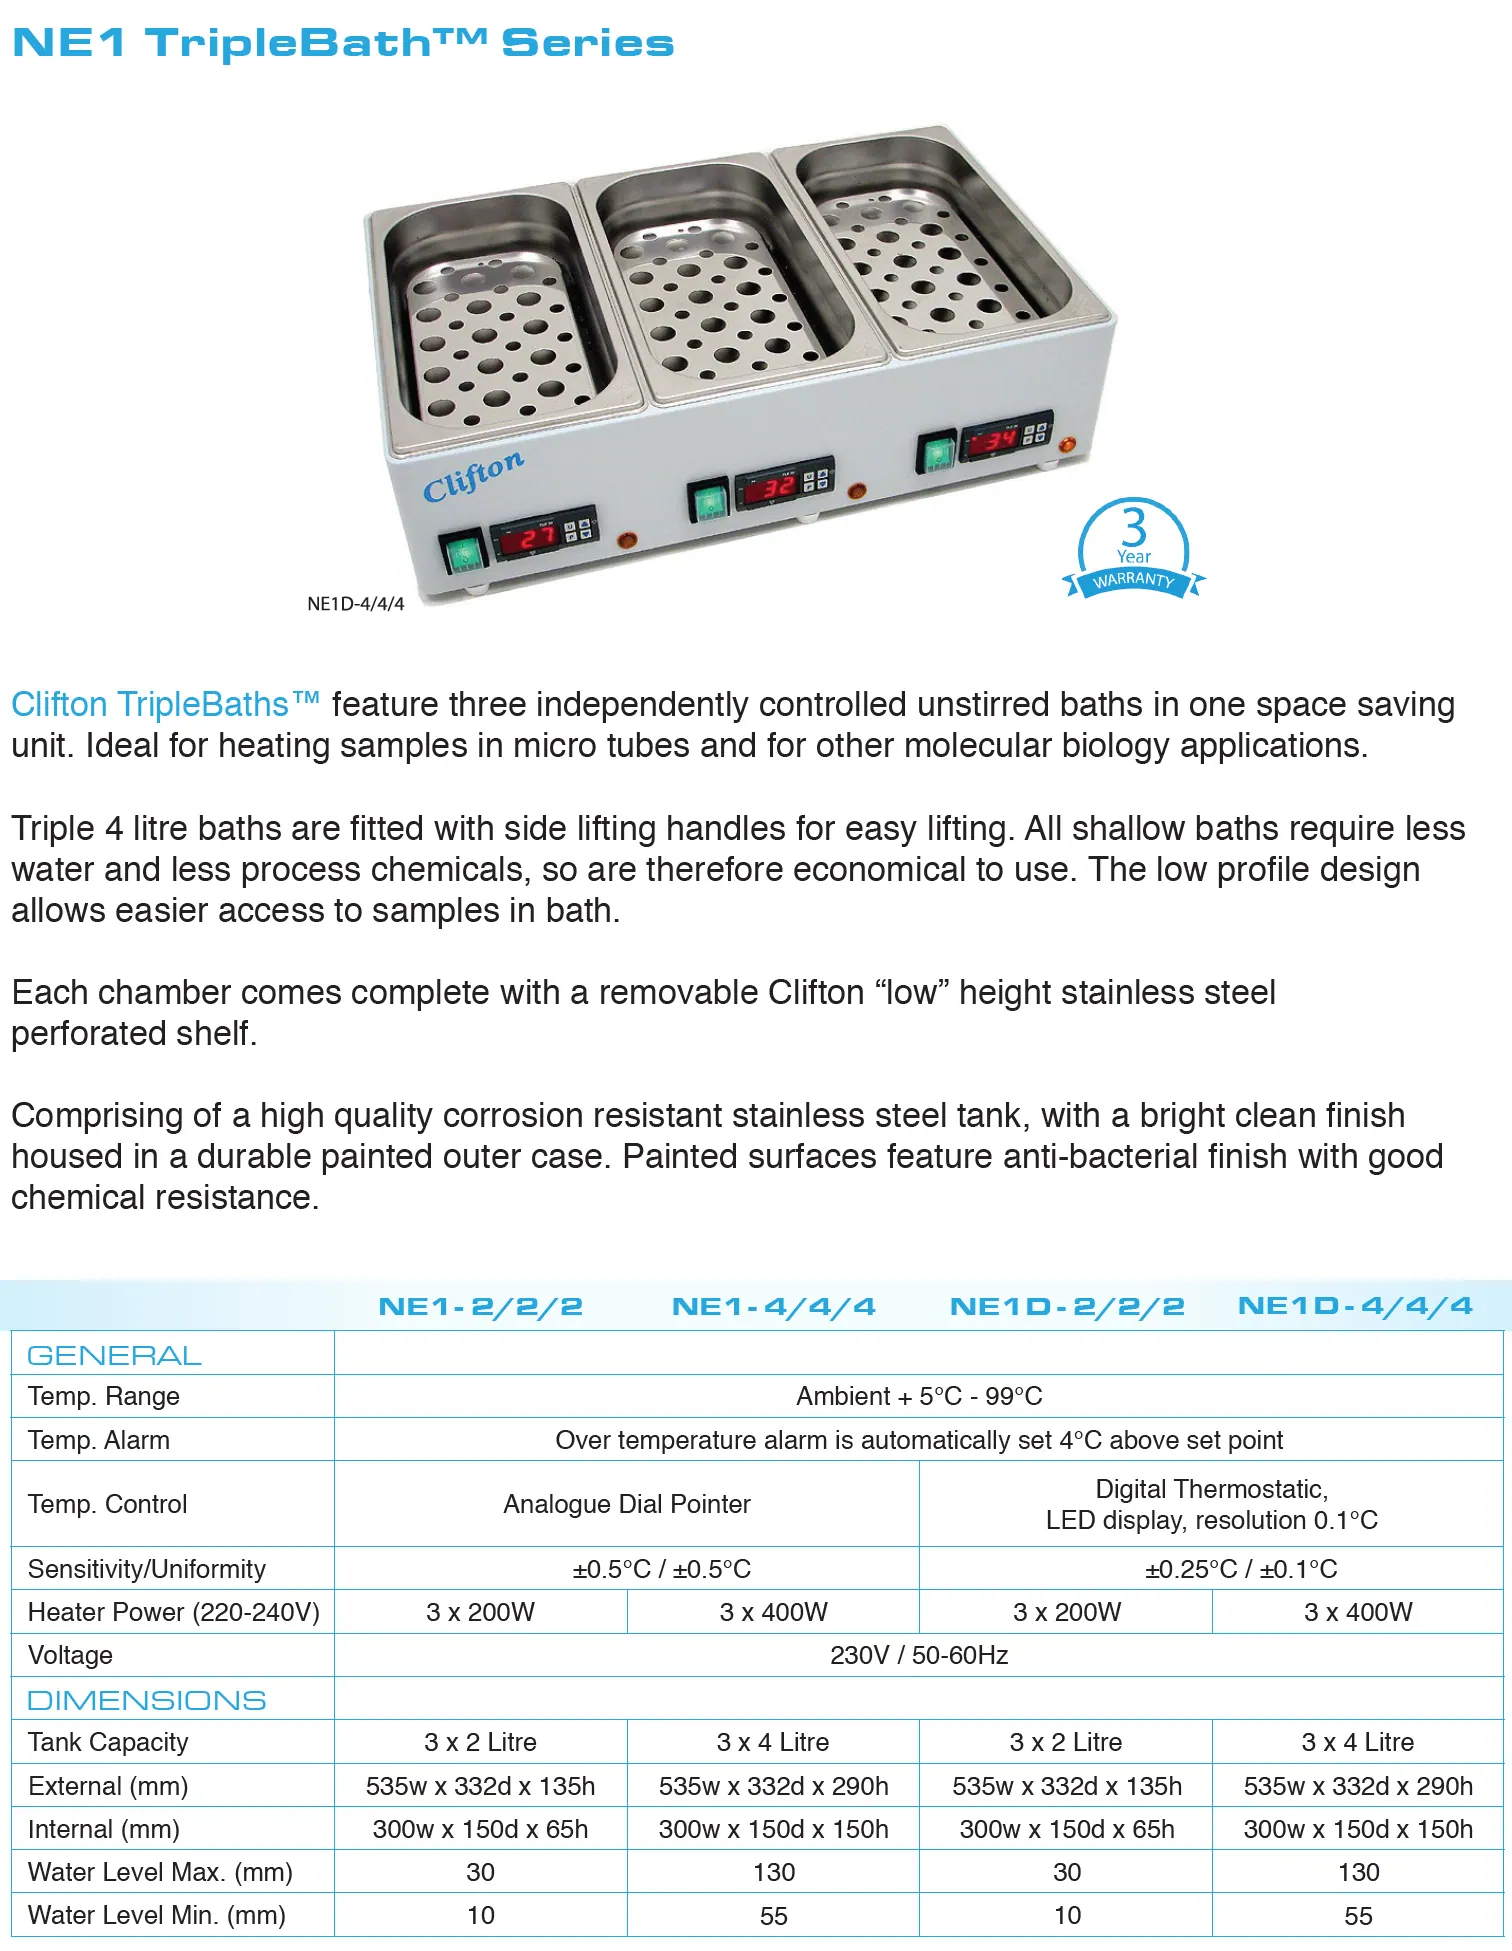 NE1 TripleBath™ Series
Clifton
27
32
34
3
Year
WARRANTY
NE1D-4/4/4
Clifton TripleBaths™ feature three independently controlled unstirred baths in one space saving
unit. Ideal for heating samples in micro tubes and for other molecular biology applications.
Triple 4 litre baths are fitted with side lifting handles for easy lifting. All shallow baths require less
water and less process chemicals, so are therefore economical to use. The low profile design
allows easier access to samples in bath.
Each chamber comes complete with a removable Clifton “low” height stainless steel
perforated shelf.
Comprising of a high quality corrosion resistant stainless steel tank, with a bright clean finish
housed in a durable painted outer case. Painted surfaces feature anti-bacterial finish with good
chemical resistance.
NE1-2/2/2 NE1-4/4/4 NE1D-2/2/2 NE1D-4/4/4
GENERAL
Temp. Range Ambient + 5°C - 99°C
Temp. Alarm Over temperature alarm is automatically set 4°C above set point
Temp. Control Analogue Dial Pointer Digital Thermostatic,
LED display, resolution 0.1°C
Sensitivity/Uniformity ±0.5°C / ±0.5°C ±0.25°C / ±0.1°C
Heater Power (220-240V) 3 x 200W 3 x 400W 3 x 200W 3 x 400W
Voltage 230V / 50-60Hz
DIMENSIONS
Tank Capacity 3 x 2 Litre 3 x 4 Litre 3 x 2 Litre 3 x 4 Litre
External (mm) 535w x 332d x 135h 535w x 332d x 290h 535w x 332d x 135h 535w x 332d x 290h
Internal (mm) 300w x 150d x 65h 300w x 150d x 150h 300w x 150d x 65h 300w x 150d x 150h
Water Level Max. (mm) 30 130 30 130
Water Level Min. (mm) 10 55 10 55